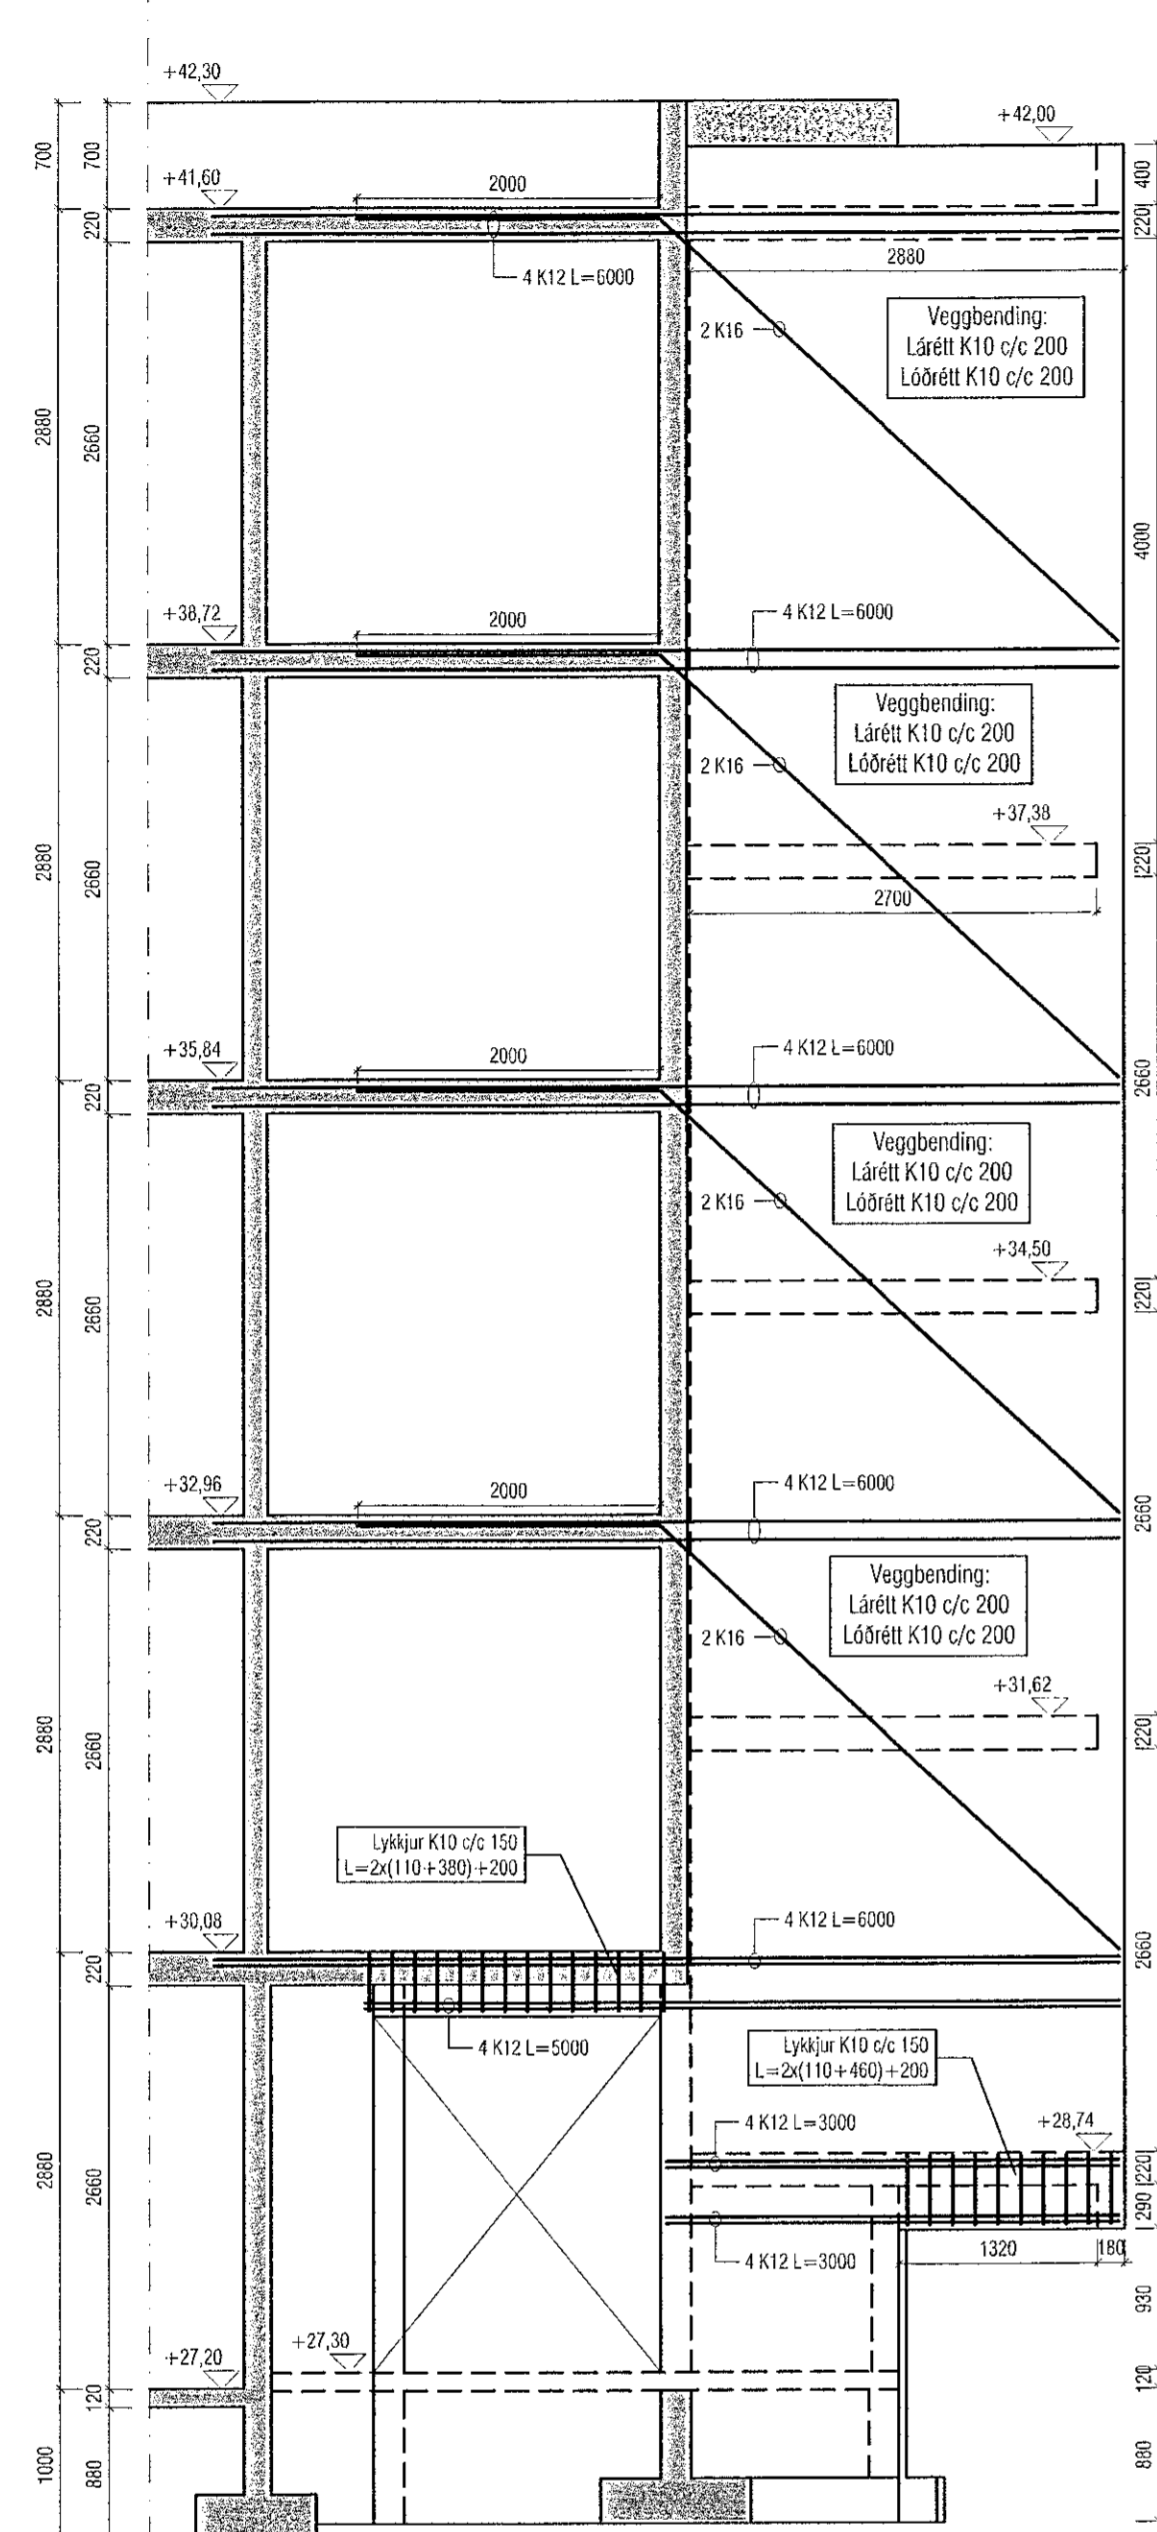 +42,30
+42,00
700
700
400
+41,60
2000
220
220
2880
4 K12 L=6000
2 K16
Veggbending:
Lárétt K10 c/c 200
Lóðrétt K10 c/c 200
2880
2660
4000
+38,72
2000
4 K12 L=6000
220
Veggbending:
Lárétt K10 c/c 200
Lóðrétt K10 c/c 200
2 K16
+37,38
220
2880
2660
2700
+35,84
2000
4 K12 L=6000
2660
220
Veggbending:
Lárétt K10 c/c 200
Lóðrétt K10 c/c 200
2 K16
+34,50
220
2880
2660
+32,96
2000
4 K12 L=6000
2660
220
Veggbending:
Lárétt K10 c/c 200
Lóðrétt K10 c/c 200
2 K16
+31,62
220
2880
2660
Lykkjur K10 c/c 150
L=2x(110+380)+200
+30,08
4 K12 L=6000
2660
220
4 K12 L=5000
Lykkjur K10 c/c 150
L=2x(110+460)+200
4 K12 L=3000
+28,74
220
2880
2660
290
4 K12 L=3000
1320
180
930
+27,30
+27,20
120
120
1000
880
880